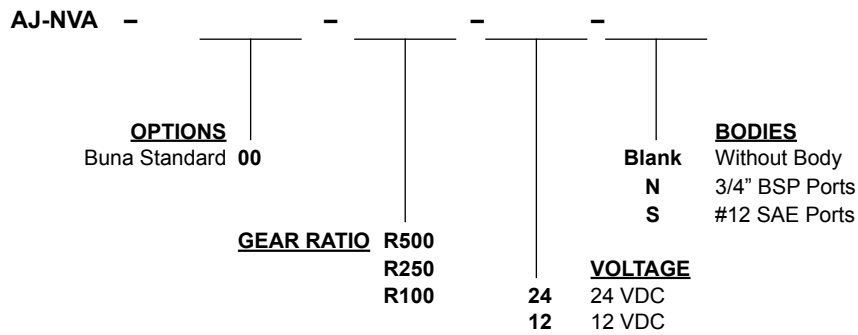 AJ-NVA – – – –
OPTIONS
Buna Standard 00
GEAR RATIO R500
R250
R100
VOLTAGE
24 24 VDC
12 12 VDC
BODIES
Blank Without Body
N 3/4” BSP Ports
S #12 SAE Ports